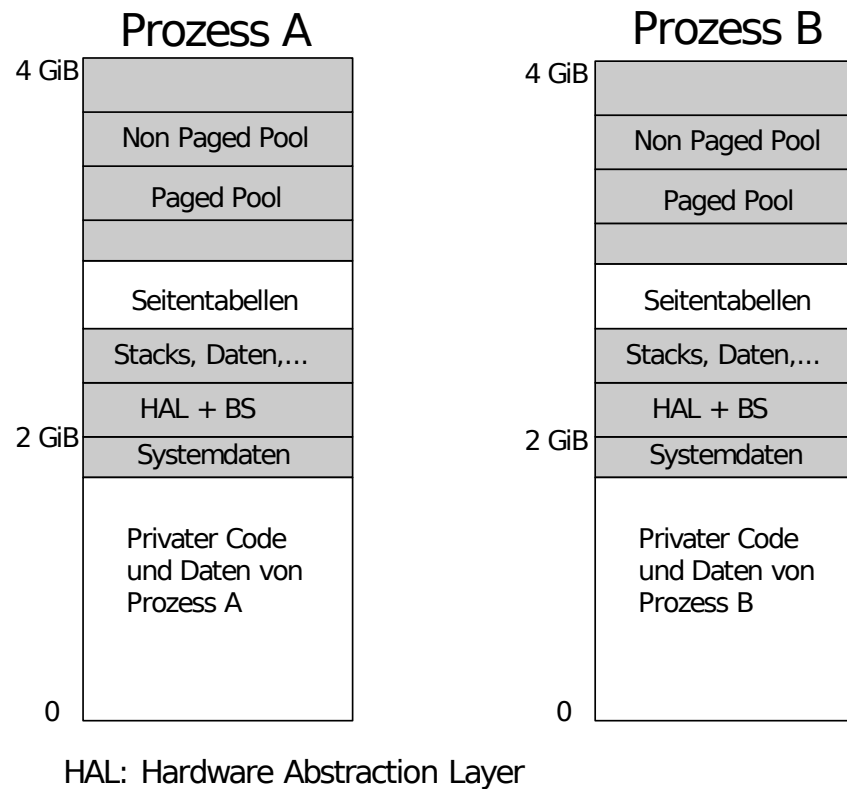 Prozess A
4 GiB
Non Paged Pool
Paged Pool
Seitentabellen
Stacks, Daten,...
HAL + BS
2 GiB
Systemdaten
Privater Code
und Daten von
Prozess A
0
Prozess B
4 GiB
Non Paged Pool
Paged Pool
Seitentabellen
Stacks, Daten,...
HAL + BS
2 GiB
Systemdaten
Privater Code
und Daten von
Prozess B
0
HAL: Hardware Abstraction Layer